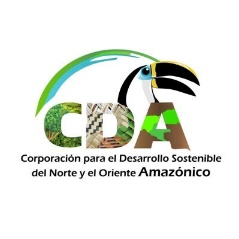 CDA
Corporación para el Desarrollo Sostenible
del Norte y el Oriente Amazónico